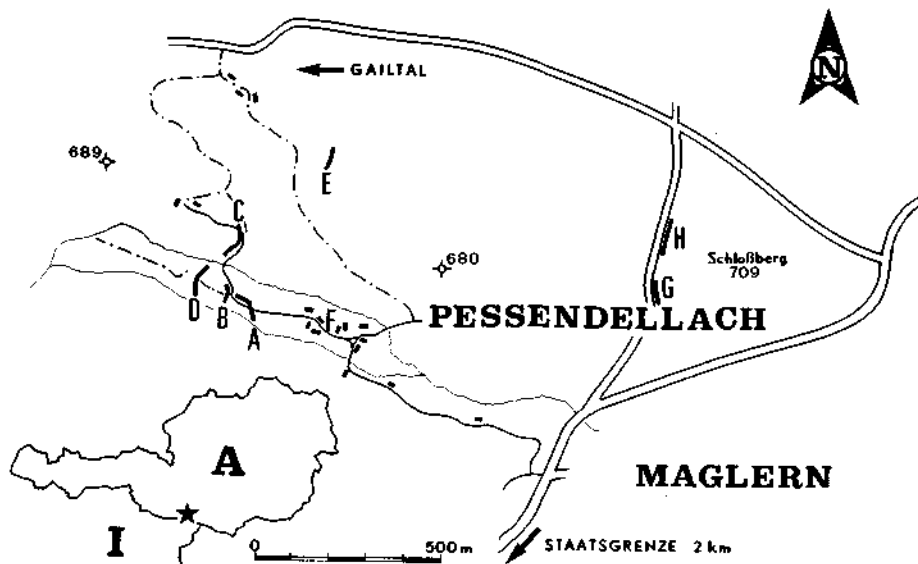 GAILTAL
N
689
E
C
H
Schloßberg
709
680
D
B
A
F
G
PESSENDELLACH
A
MAGLERN
I
0
500 m
STAATSGRENZE 2 km